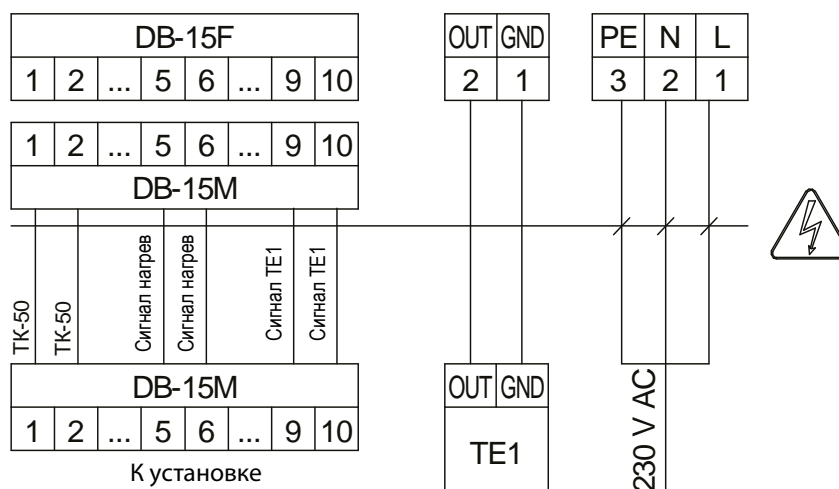 DB-15F
1 2 ... 5 6 ... 9 10
1 2 ... 5 6 ... 9 10
DB-15M
ТК-50
ТК-50
Сигнал нагрев
Сигнал нагрев
Сигнал ТЕ1
Сигнал ТЕ1
DB-15M
1 2 ... 5 6 ... 9 10
К установке
OUT GND
2 1
OUT GND
TE1
PE N L
3 2 1
230 V AC